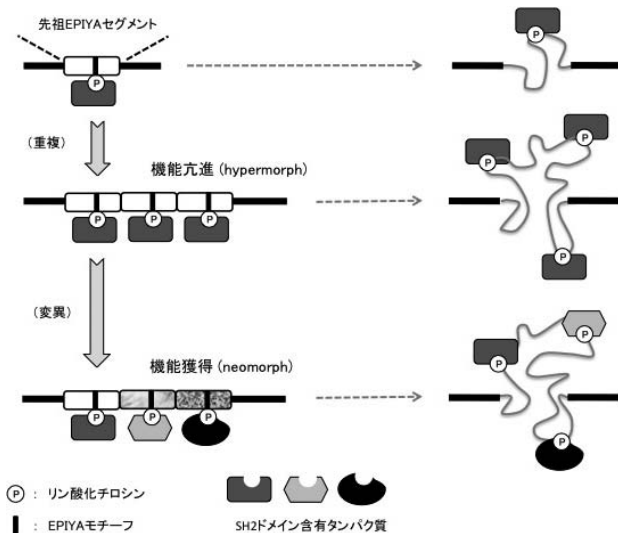 先祖EPIYAセグメント
P
P
(重複)
機能亢進 (hypermorph)
P
P
P
P
P
P
(変異)
機能獲得 (neomorph)
P
P
P
P
P
P
P : リン酸化チロシン
: EPIYAモチーフ
SH2ドメイン含有タンパク質